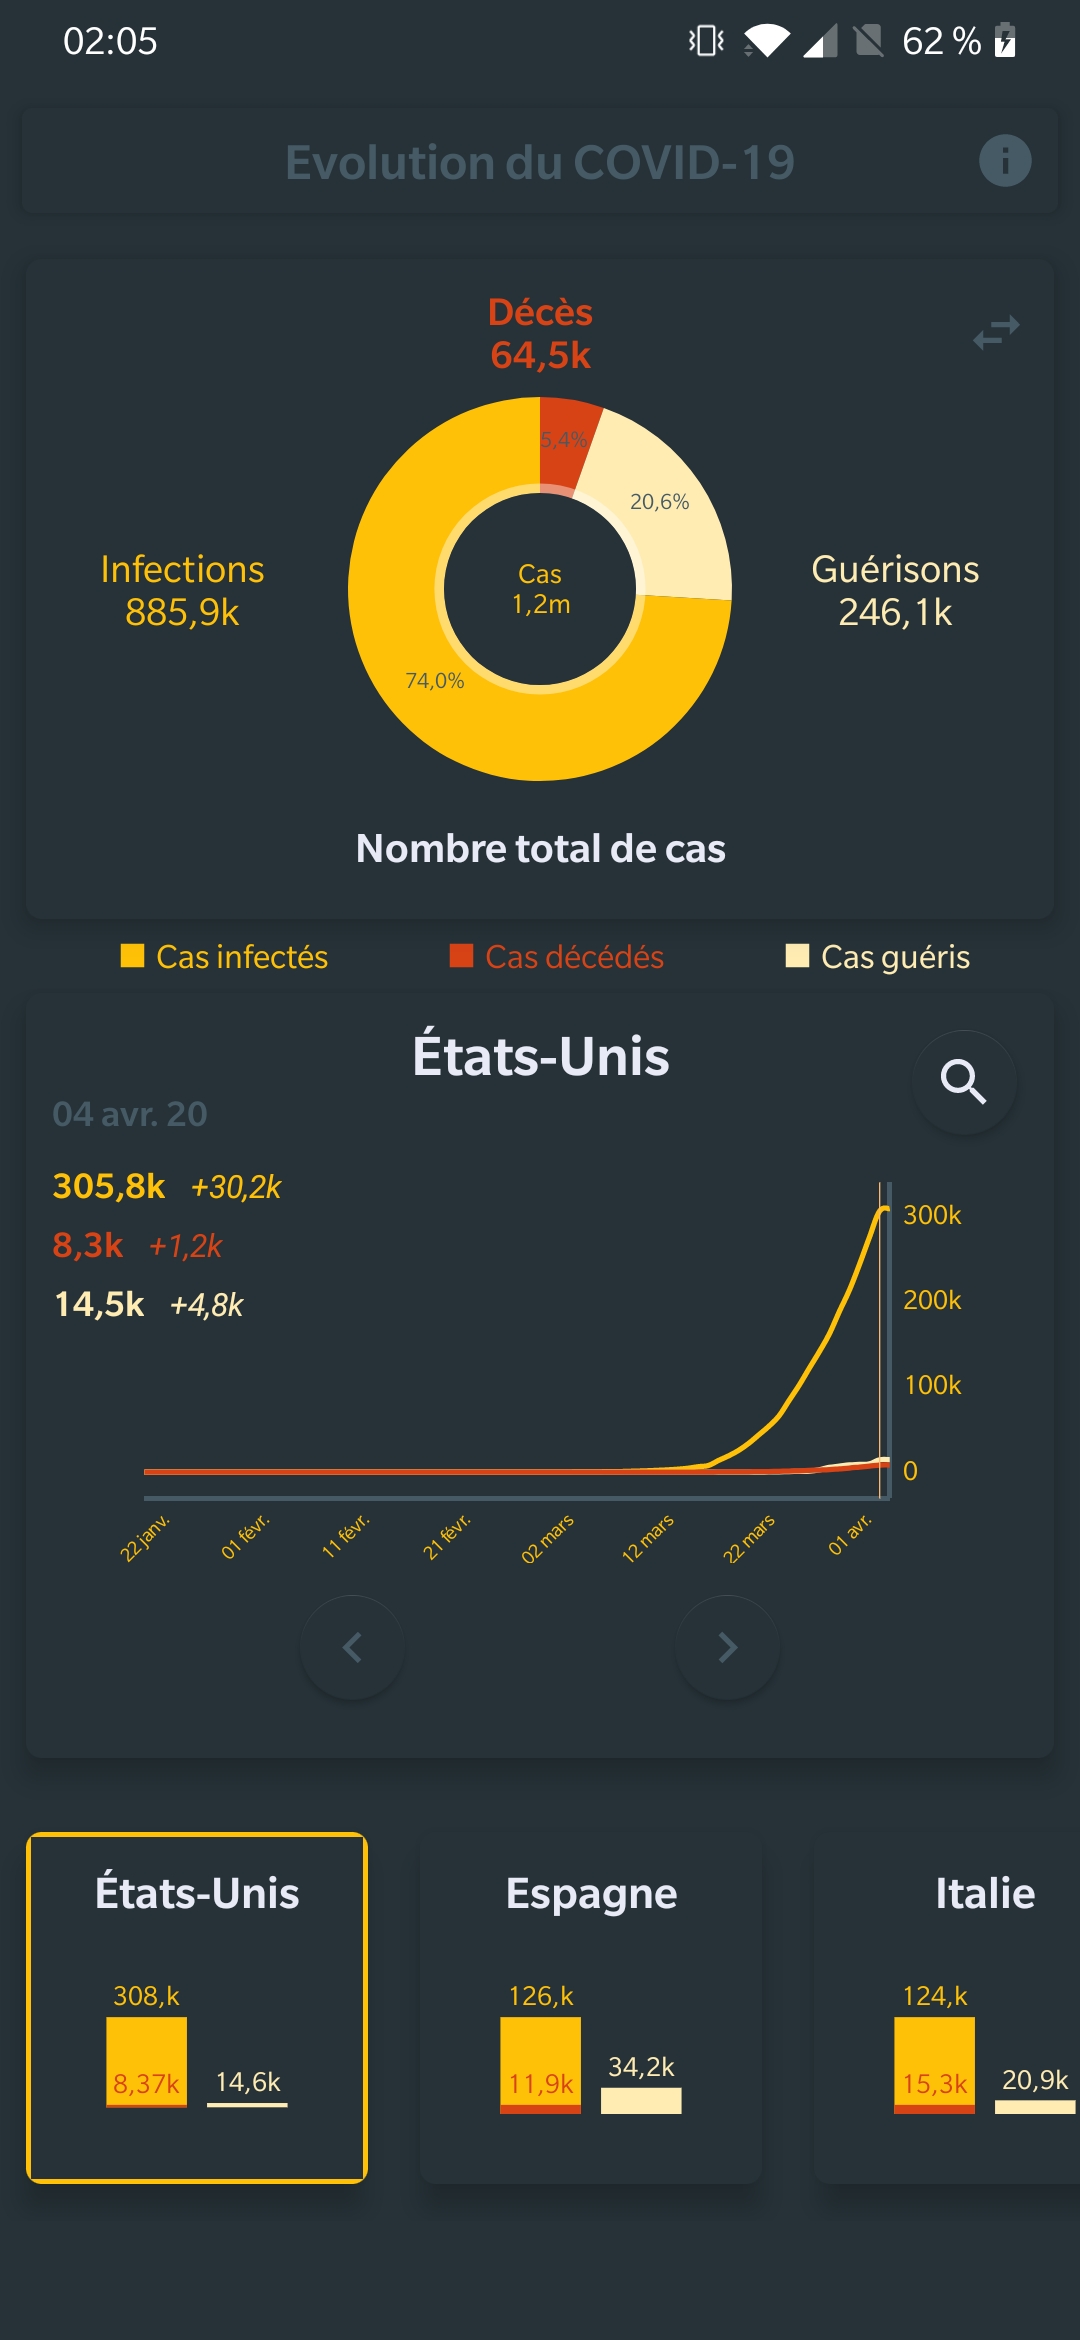 02:05
62 %
Evolution du COVID-19
Décès
64,5k
5,4%
20,6%
Infections
885,9k
Cas
1,2m
Guérisons
246,1k
74,0%
Nombre total de cas
Cas infectés
Cas décédés
Cas guéris
États-Unis
04 avr. 20
305,8k +30,2k
8,3k +1,2k
14,5k +4,8k
300k
200k
100k
0
22 janv.
01 févr.
11 févr.
21 févr.
02 mars
12 mars
22 mars
01 avr.
États-Unis
308,k
8,37k
14,6k
Espagne
126,k
11,9k
34,2k
Italie
124,k
15,3k
20,9k